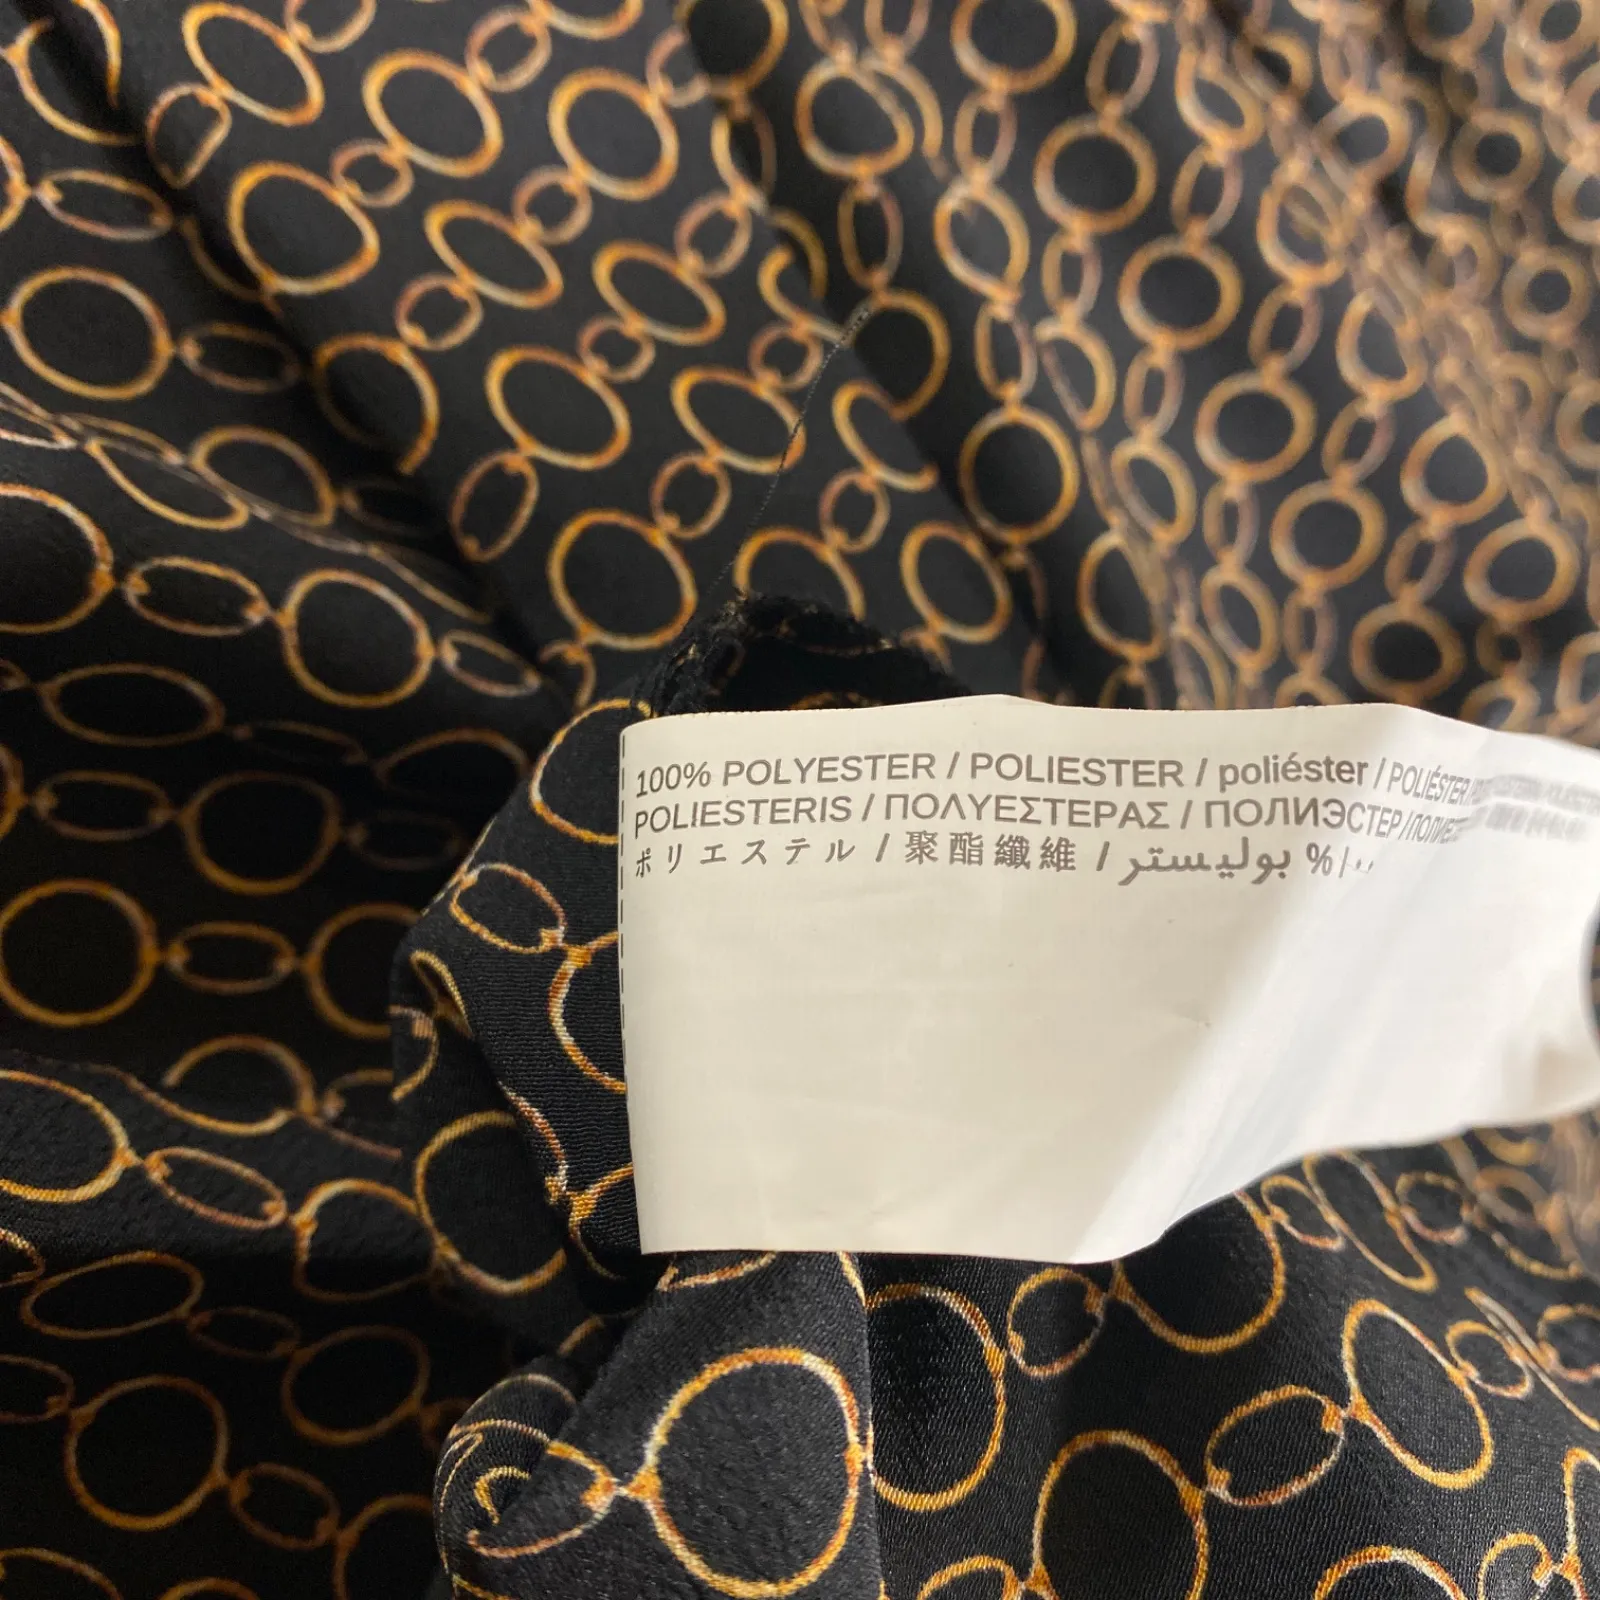 100% POLYESTER / POLIESTER / poliéster / POLIÉSTER
POLIESTERIS / ΠΟΛΥΕΣΤΕΡΑΣ / ПОЛИЭСТЕР /
ポリエステル / 聚酯纖維 / بوليستر %١٠٠